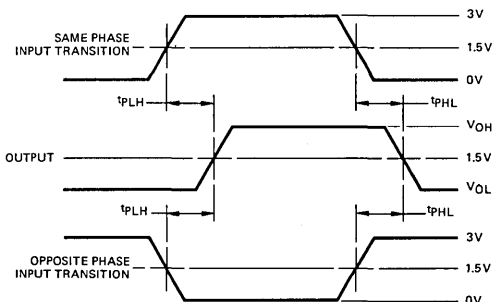 3V
SAME PHASE
INPUT TRANSITION
1.5V
0V
tPLH
tPHL
VOH
OUTPUT
1.5V
VOL
tPLH
tPHL
3V
OPPOSITE PHASE
INPUT TRANSITION
1.5V
0V